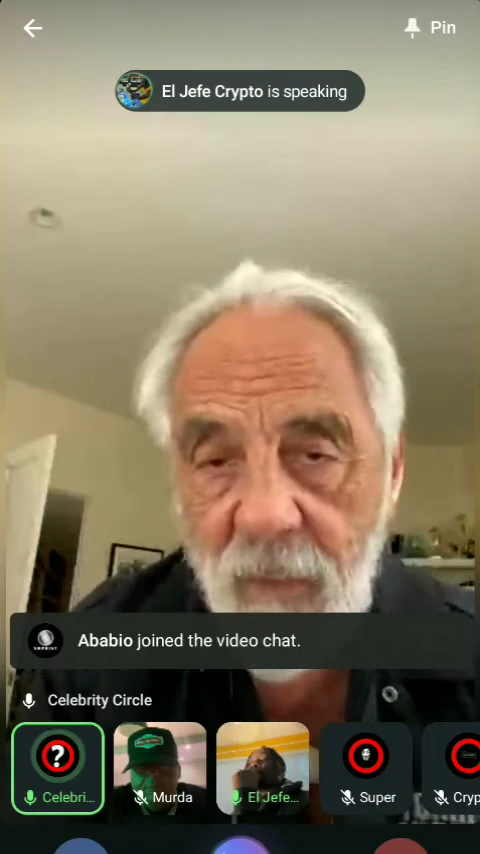 Pin
El Jefe Crypto is speaking
Ababio joined the video chat.
Celebrity Circle
?
Celebri...
Murda
El Jefe...
Super
Cryp